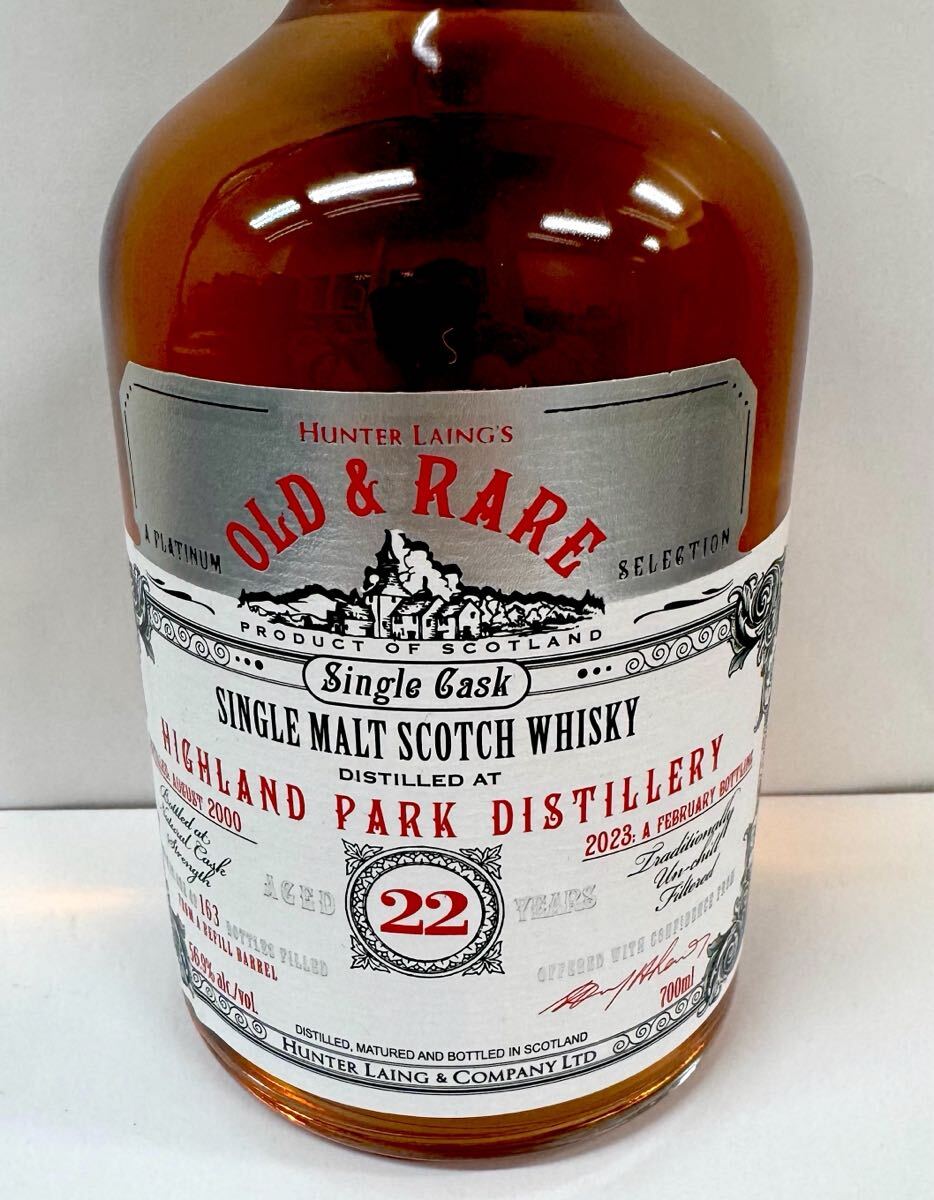 HUNTER LAING'S
OLD & RARE
A PLATINUM SELECTION
PRODUCT OF SCOTLAND
Single Cask
SINGLE MALT SCOTCH WHISKY
DISTILLED AT
HIGHLAND PARK DISTILLERY
AUGUST 2000
2023: A FEBRUARY BOTTLING
Bottled at
Natural Cask
Strength
Traditionally
Un-chill
Filtered
AGED 22 YEARS
163 BOTTLES FILLED
FROM A REFILL BARREL
OFFERED WITH CONFIDENCE FROM
56.9% alc/vol.
700ml
DISTILLED, MATURED AND BOTTLED IN SCOTLAND
HUNTER LAING & COMPANY LTD